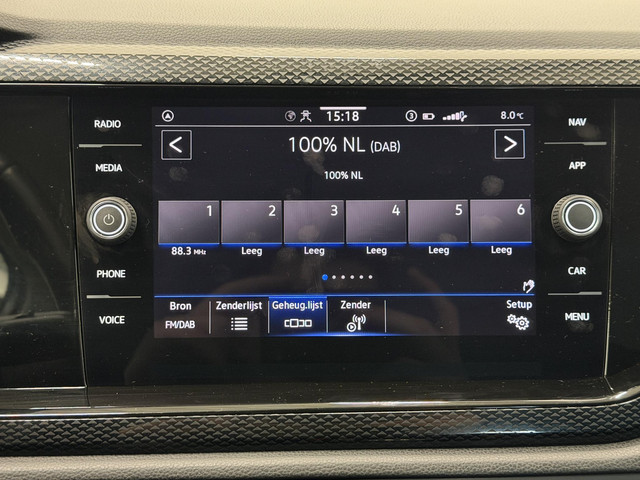 RADIO
MEDIA
PHONE
VOICE
15:18
3
8.0°C
<
100% NL (DAB)
>
100% NL
1 2 3 4 5 6
88.3 MHz Leeg Leeg Leeg Leeg Leeg
Bron Zenderlijst Geheug.lijst Zender Setup
FM/DAB
NAV
APP
CAR
MENU